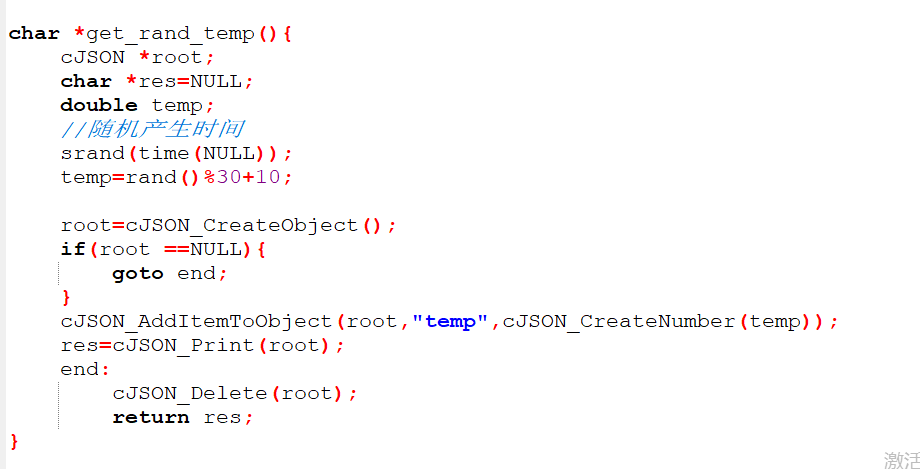 char *get_rand_temp(){
    cJSON *root;
    char *res=NULL;
    double temp;
    //随机产生时间
    srand(time(NULL));
    temp=rand()%30+10;

    root=cJSON_CreateObject();
    if(root ==NULL){
        goto end;
    }
    cJSON_AddItemToObject(root,"temp",cJSON_CreateNumber(temp));
    res=cJSON_Print(root);
    end:
        cJSON_Delete(root);
        return res;
}
激活